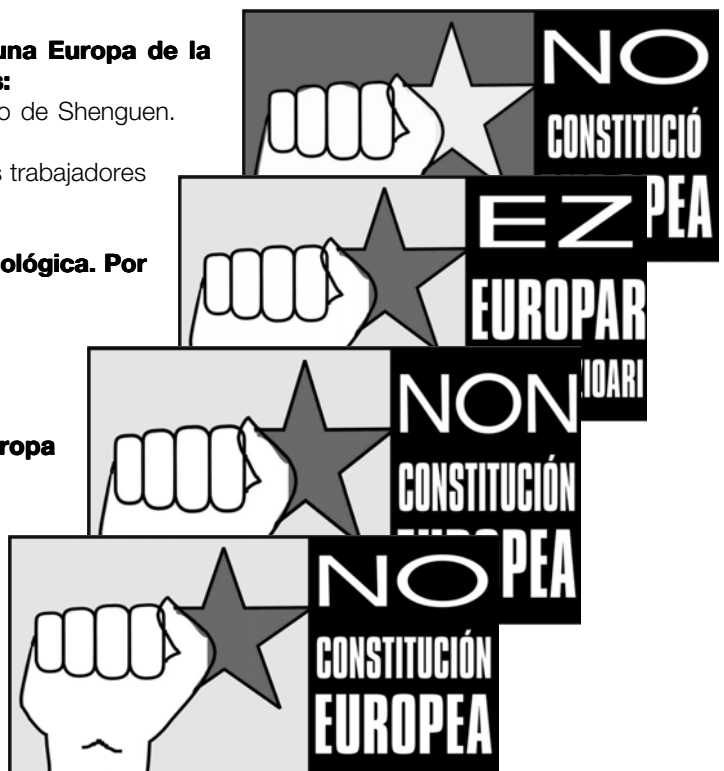 una Europa de la
s:
o de Shenguen.
s trabajadores
ológica. Por
ropa
NO
CONSTITUCIÓ
PEA
EZ
EUROPAR
IOARI
NON
CONSTITUCIÓN
PEA
NO
CONSTITUCIÓN
EUROPEA